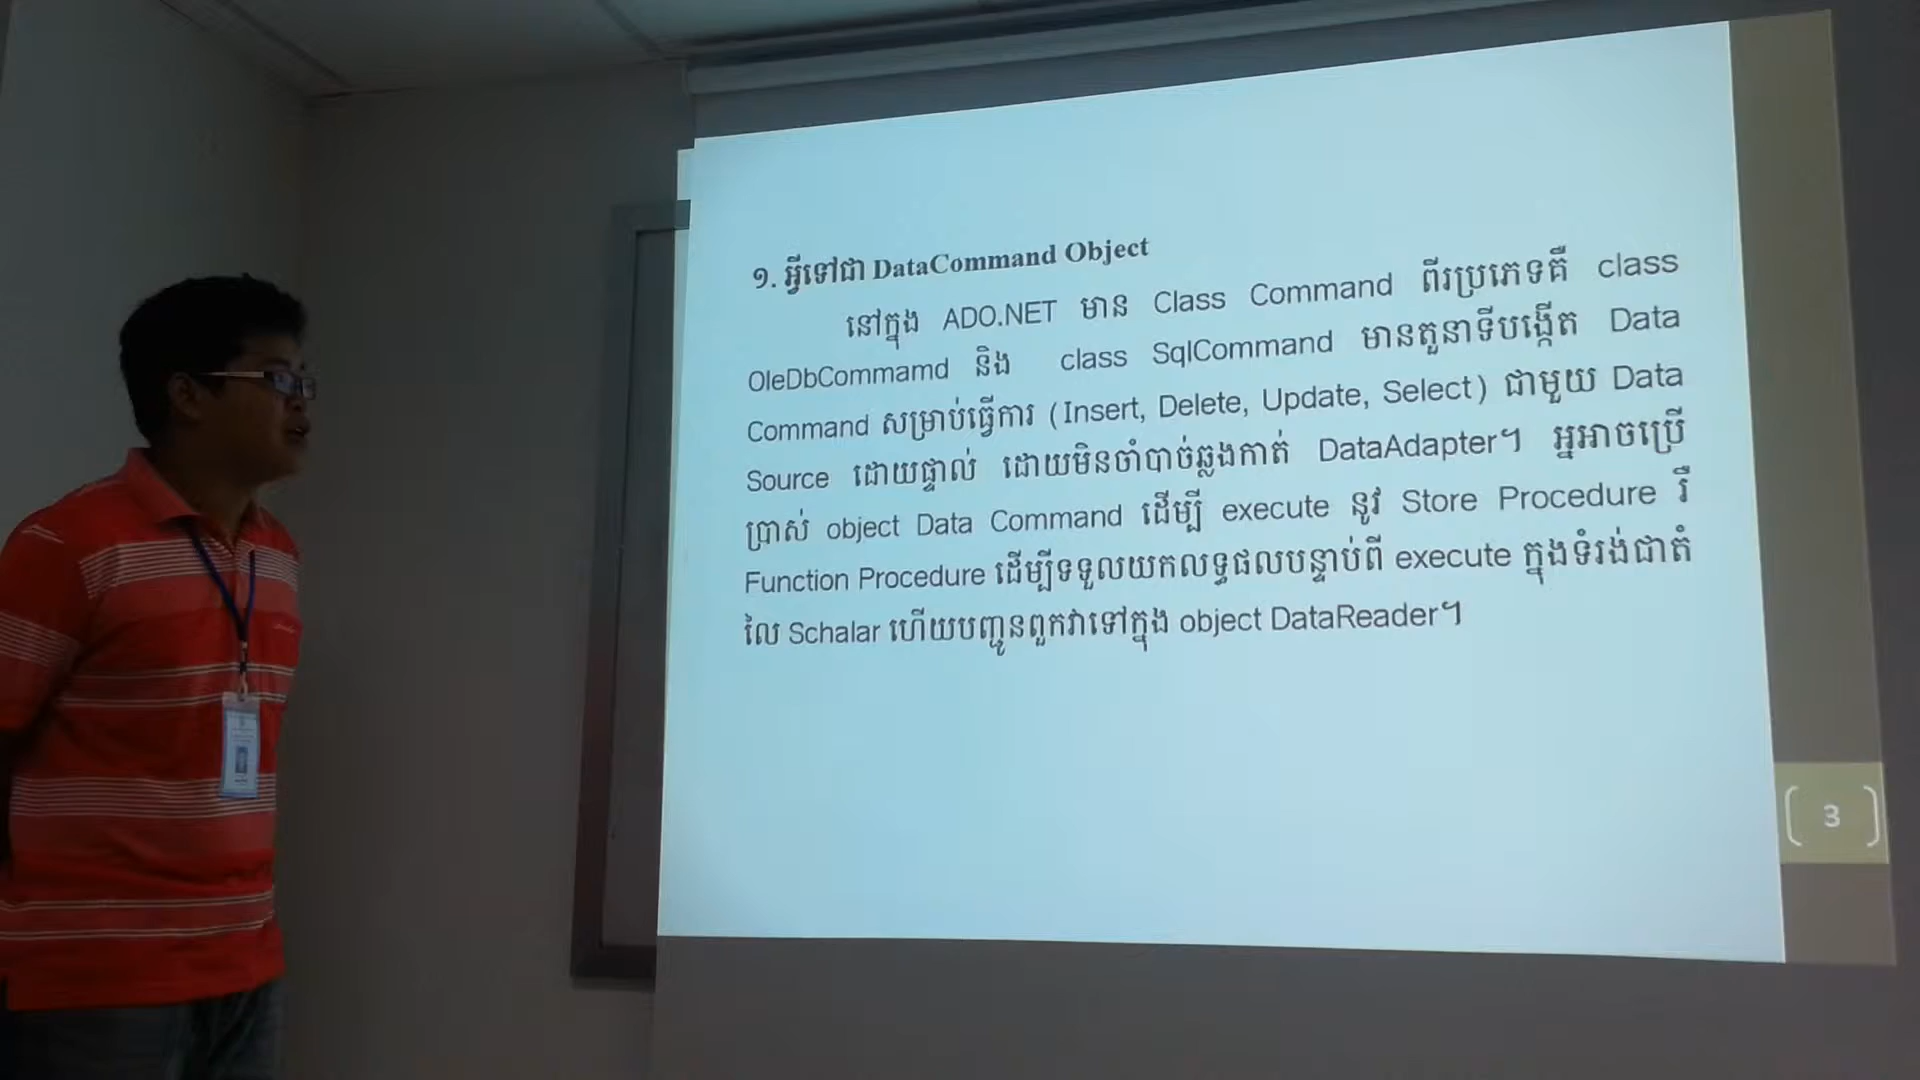 ១. អ្វីទៅជា DataCommand Object
នៅក្នុង ADO.NET មាន Class Command ពីរប្រភេទគឺ class
OleDbCommamd និង class SqlCommand មានតួនាទីបង្កើត Data
Command សម្រាប់ធ្វើការ (Insert, Delete, Update, Select) ជាមួយ Data
Source ដោយផ្ទាល់ ដោយមិនចាំបាច់ឆ្លងកាត់ DataAdapter។ អ្នអាចប្រើ
ប្រាស់ object Data Command ដើម្បី execute នូវ Store Procedure រឺ
Function Procedure ដើម្បីទទួលយកលទ្ធផលបន្ទាប់ពី execute ក្នុងទំរង់ជាតំ
លៃ Schalar ហើយបញ្ជូនពួកវាទៅក្នុង object DataReader។
3